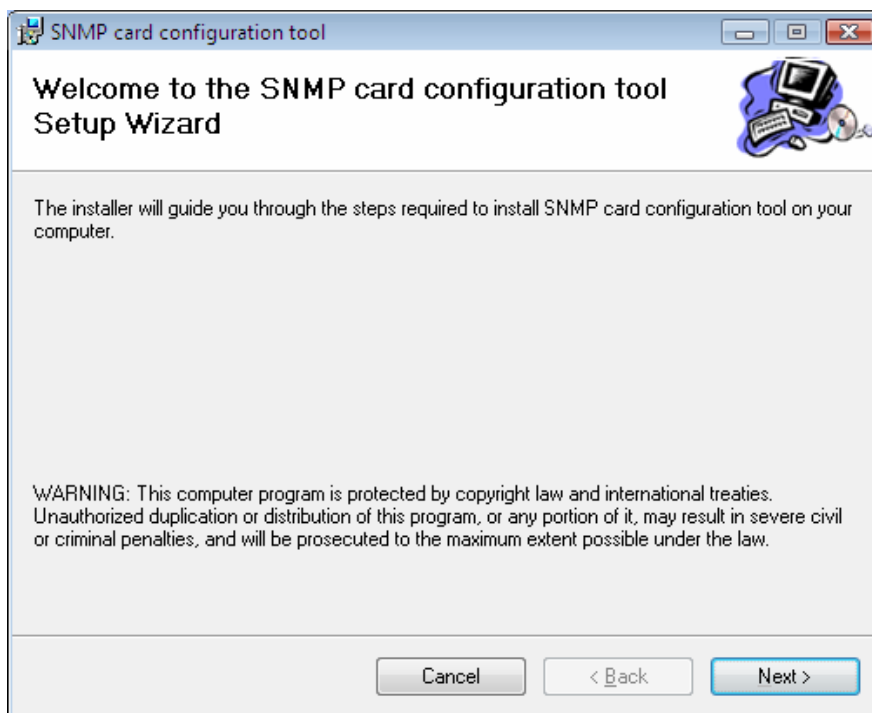 SNMP card configuration tool
Welcome to the SNMP card configuration tool
Setup Wizard
The installer will guide you through the steps required to install SNMP card configuration tool on your
computer.
WARNING: This computer program is protected by copyright law and international treaties.
Unauthorized duplication or distribution of this program, or any portion of it, may result in severe civil
or criminal penalties, and will be prosecuted to the maximum extent possible under the law.
Cancel
< Back
Next >